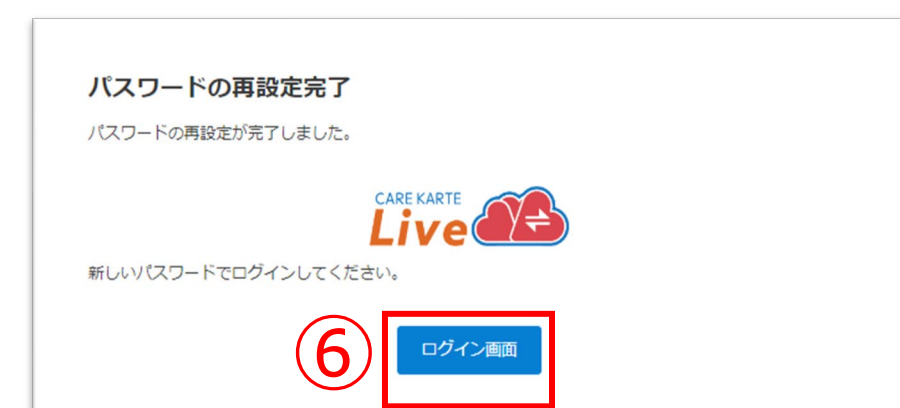 パスワードの再設定完了
パスワードの再設定が完了しました。
CARE KARTE
Live
新しいパスワードでログインしてください。
⑥
ログイン画面